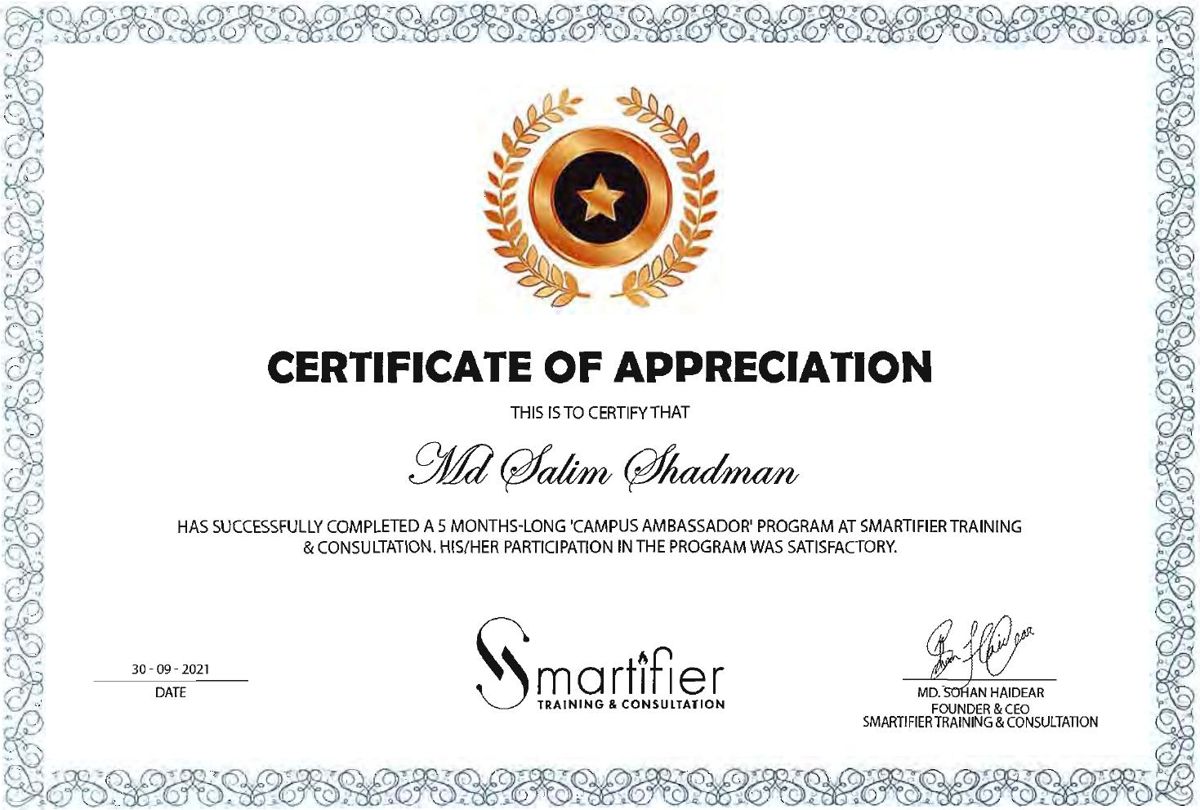 CERTIFICATE OF APPRECIATION
THIS IS TO CERTIFY THAT
Md Salim Shadman
HAS SUCCESSFULLY COMPLETED A 5 MONTHS-LONG 'CAMPUS AMBASSADOR' PROGRAM AT SMARTIFIER TRAINING
& CONSULTATION. HIS/HER PARTICIPATION IN THE PROGRAM WAS SATISFACTORY.
30 - 09 - 2021
DATE
Smartifier
TRAINING & CONSULTATION
MD. SOHAN HAIDEAR
FOUNDER & CEO
SMARTIFIER TRAINING & CONSULTATION